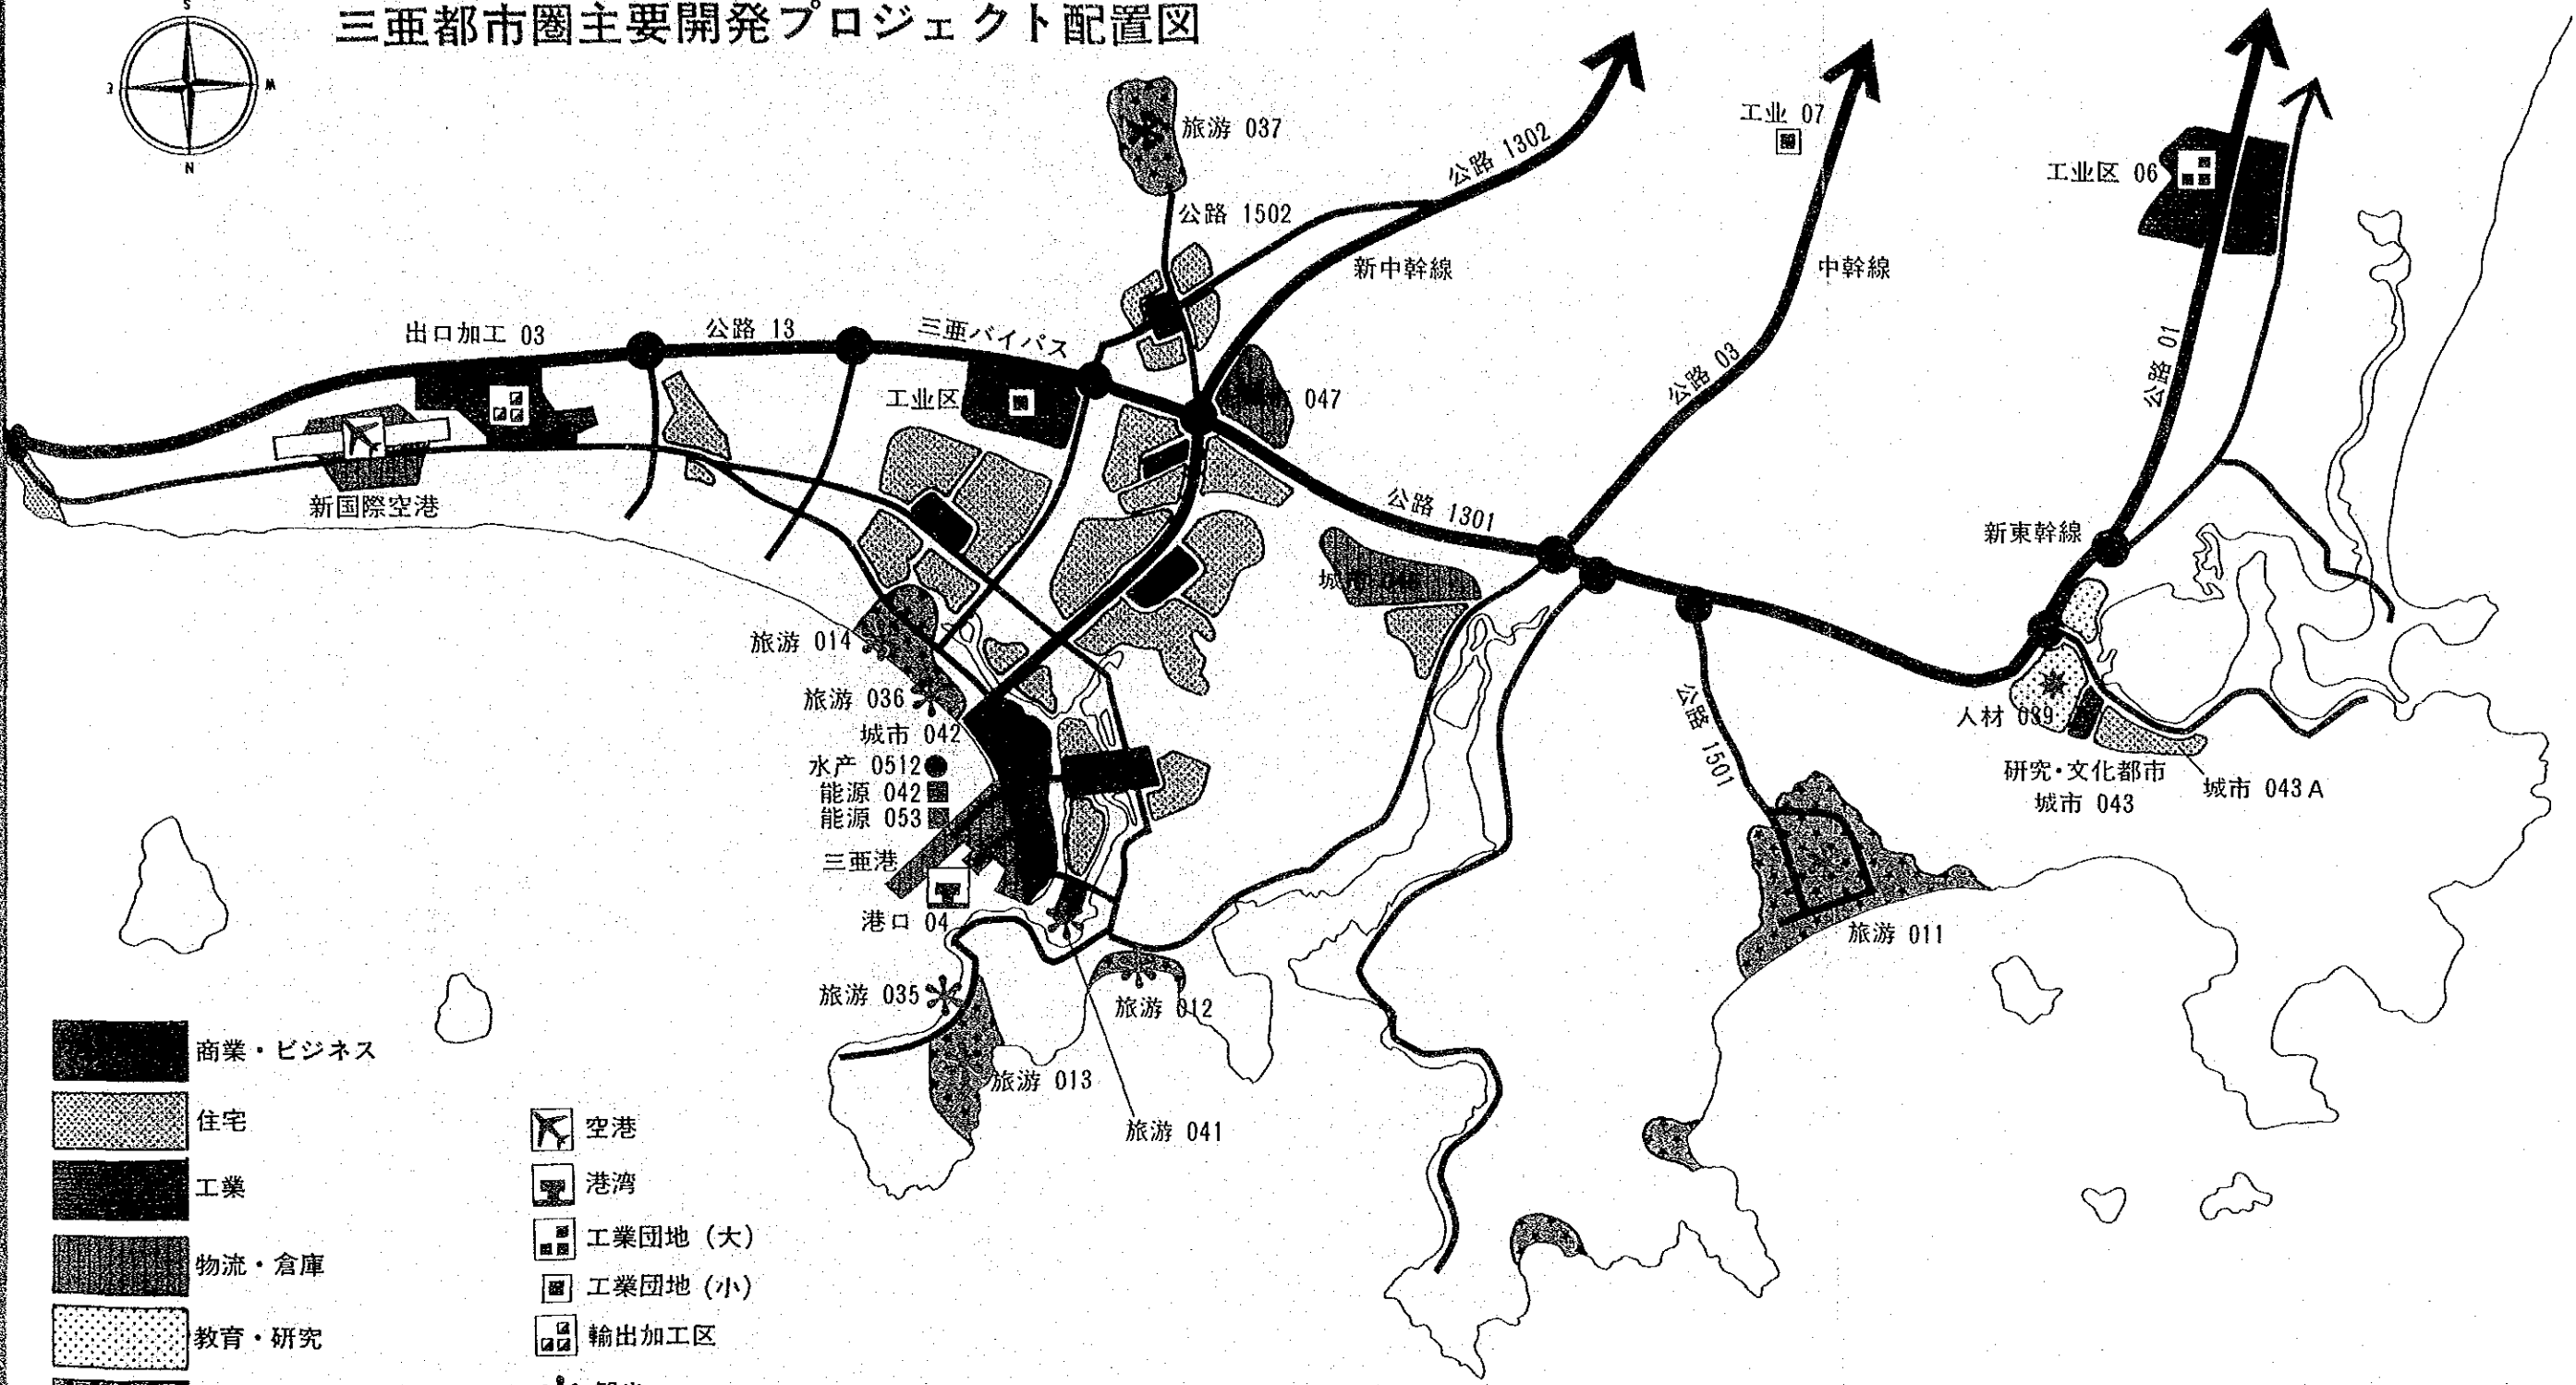 三亜都市圏主要開発プロジェクト配置図
S
E
W
N
旅游 037
工业 07
工业区 06
公路 1302
公路 1502
新中幹線
中幹線
出口加工 03
公路 13
三亜バイパス
公路 03
公路 01
工业区
047
新国際空港
公路 1301
新東幹線
城市
旅游 014
旅游 036
城市 042
水产 0512
能源 042
能源 053
三亜港
港口 04
公路 1501
人材 039
研究・文化都市
城市 043
城市 043A
旅游 011
旅游 035
旅游 012
旅游 013
旅游 041
商業・ビジネス
住宅
工業
物流・倉庫
教育・研究
空港
港湾
工業団地 (大)
工業団地 (小)
輸出加工区